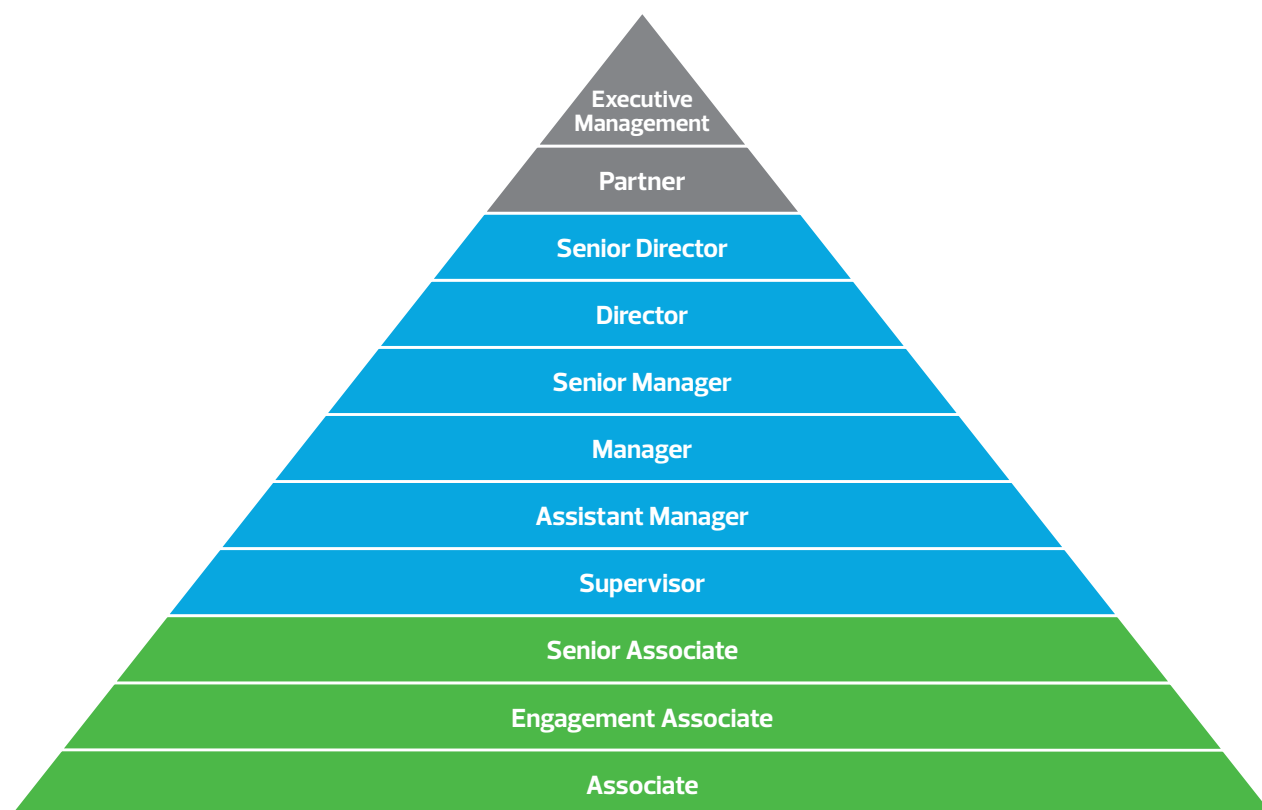 Executive
Management
Partner
Senior Director
Director
Senior Manager
Manager
Assistant Manager
Supervisor
Senior Associate
Engagement Associate
Associate